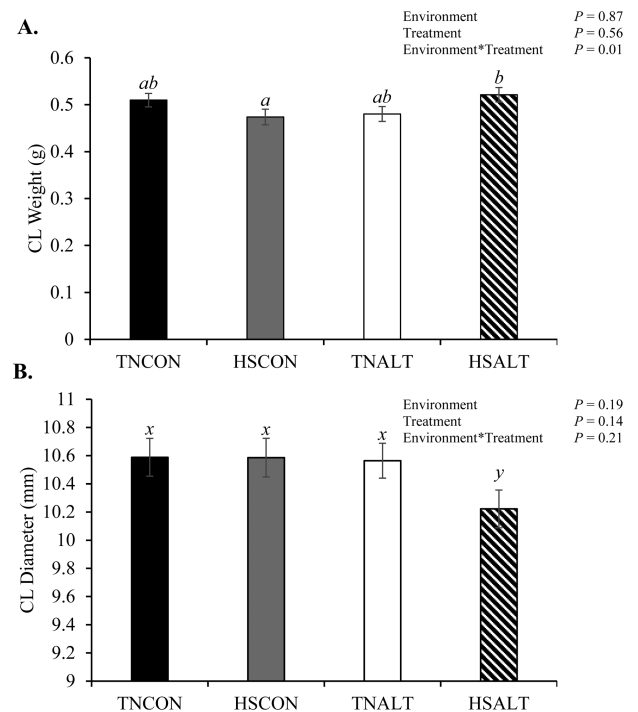 A.
Environment P = 0.87
Treatment P = 0.56
Environment*Treatment P = 0.01
CL Weight (g)
0.6
0.5
0.4
0.3
0.2
0.1
0
ab
a
ab
b
TNCON HSCON TNALT HSALT
B.
Environment P = 0.19
Treatment P = 0.14
Environment*Treatment P = 0.21
CL Diameter (mm)
11
10.8
10.6
10.4
10.2
10
9.8
9.6
9.4
9.2
9
x
x
x
y
TNCON HSCON TNALT HSALT